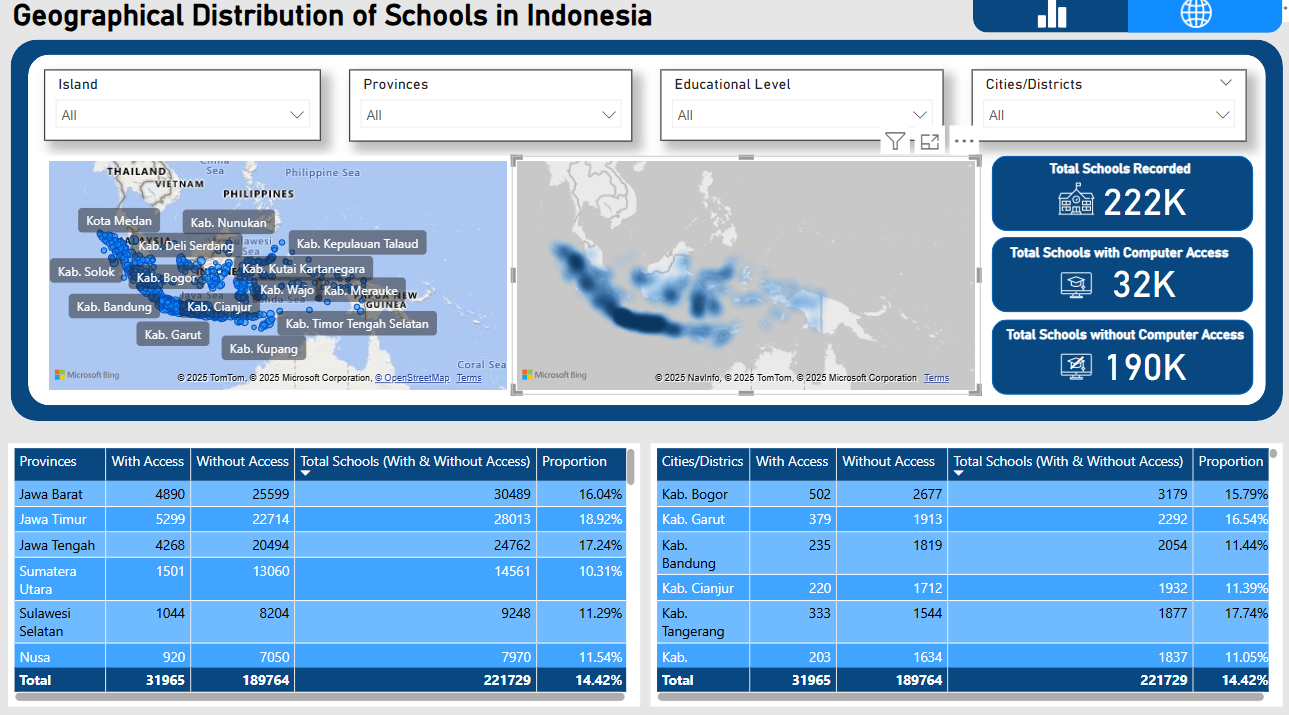 Geographical Distribution of Schools in Indonesia
Island
All
Provinces
All
Educational Level
All
Cities/Districts
All
China
Sea
Philippine Sea
THAILAND
VIETNAM
PHILIPPINES
Kota Medan
Kab. Nunukan
Kab. Deli Serdang
Sulawesi
Sea
Kab. Kepulauan Talaud
Kab. Solok
Kab. Bogor
Kab. Kutai Kartanegara
Kab. Wajo
Kab. Merauke
Kab. Bandung
Java Sea
Kab. Cianjur
PAPUA NEW
GUINEA
Kab. Garut
Kab. Timor Tengah Selatan
Kab. Kupang
Coral Sea
Microsoft Bing
© 2025 TomTom, © 2025 Microsoft Corporation, © OpenStreetMap Terms
Microsoft Bing
© 2025 NavInfo, © 2025 TomTom, © 2025 Microsoft Corporation Terms
Total Schools Recorded
222K
Total Schools with Computer Access
32K
Total Schools without Computer Access
190K
Provinces With Access Without Access Total Schools (With & Without Access) Proportion
Jawa Barat 4890 25599 30489 16.04%
Jawa Timur 5299 22714 28013 18.92%
Jawa Tengah 4268 20494 24762 17.24%
Sumatera 1501 13060 14561 10.31%
Utara
Sulawesi 1044 8204 9248 11.29%
Selatan
Nusa 920 7050 7970 11.54%
Total 31965 189764 221729 14.42%
Cities/Districs With Access Without Access Total Schools (With & Without Access) Proportion
Kab. Bogor 502 2677 3179 15.79%
Kab. Garut 379 1913 2292 16.54%
Kab. 235 1819 2054 11.44%
Bandung
Kab. Cianjur 220 1712 1932 11.39%
Kab. 333 1544 1877 17.74%
Tangerang
Kab. 203 1634 1837 11.05%
Total 31965 189764 221729 14.42%